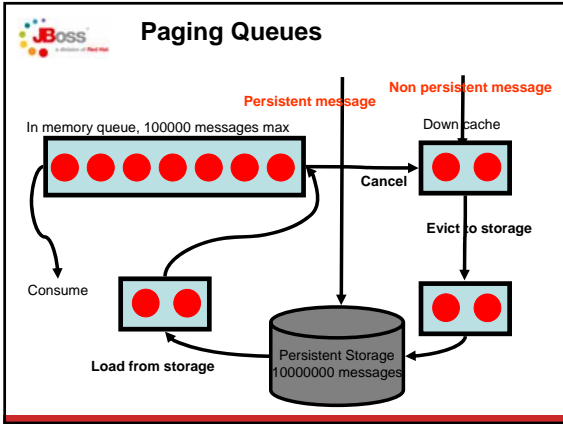 JBoss
a division of Red Hat
Paging Queues
Persistent message
Non persistent message
In memory queue, 100000 messages max
Down cache
Cancel
Evict to storage
Consume
Load from storage
Persistent Storage
10000000 messages